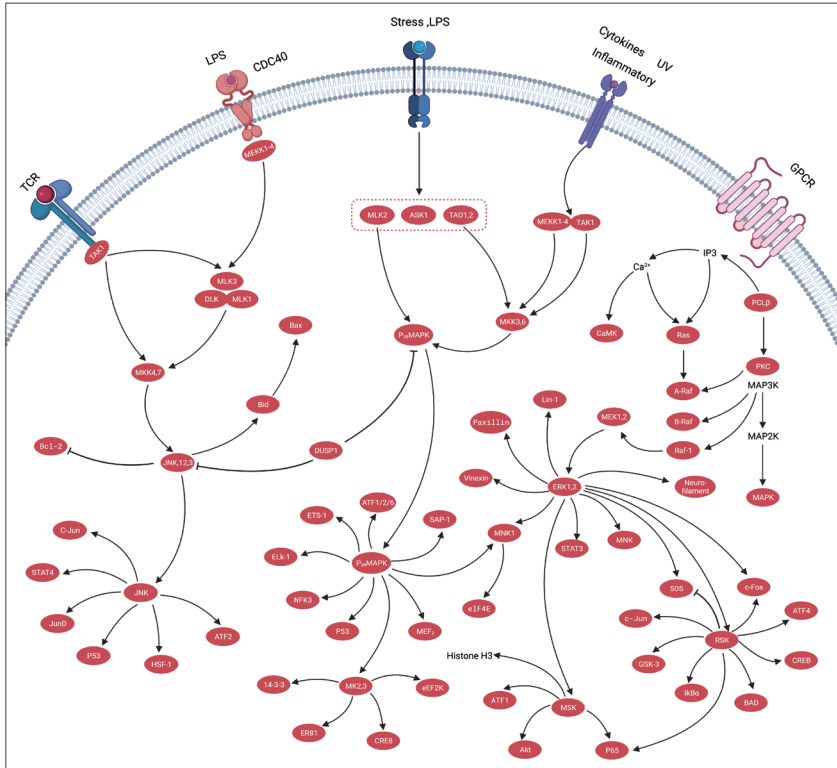 Stress ,LPS
LPS
CDC40
Cytokines
UV
Inflammatory
MEKK1-4
TCR
GPCR
TAK1
MLK2
ASK1
TAO1,2
MEKK1-4
TAK1
MLK3
DLK
MLK1
Ca²⁺
IP3
PCLβ
Bax
P₃₈MAPK
MKK3,6
CaMK
Ras
MKK4,7
PKC
MAP3K
A-Raf
Bid
Lin-1
MEK1,2
B-Raf
Paxillin
MAP2K
Bcl-2
JNK,12,3
DUSP1
Raf-1
Vinexin
ERK1,2
Neuro-
filament
MAPK
ATF1/2/6
ETS-1
SAP-1
C-Jun
MNK1
STAT3
MNK
ELk-1
P₃₈MAPK
STAT4
JNK
SOS
c-Fos
NFK3
eIF4E
JunD
P53
MEF₂
c-Jun
ATF4
P53
HSF-1
ATF2
RSK
Histone H3
GSK-3
CREB
14-3-3
MK2,3
eEF2K
IkBα
BAD
ATF1
MSK
ER81
CRE8
Akt
P65